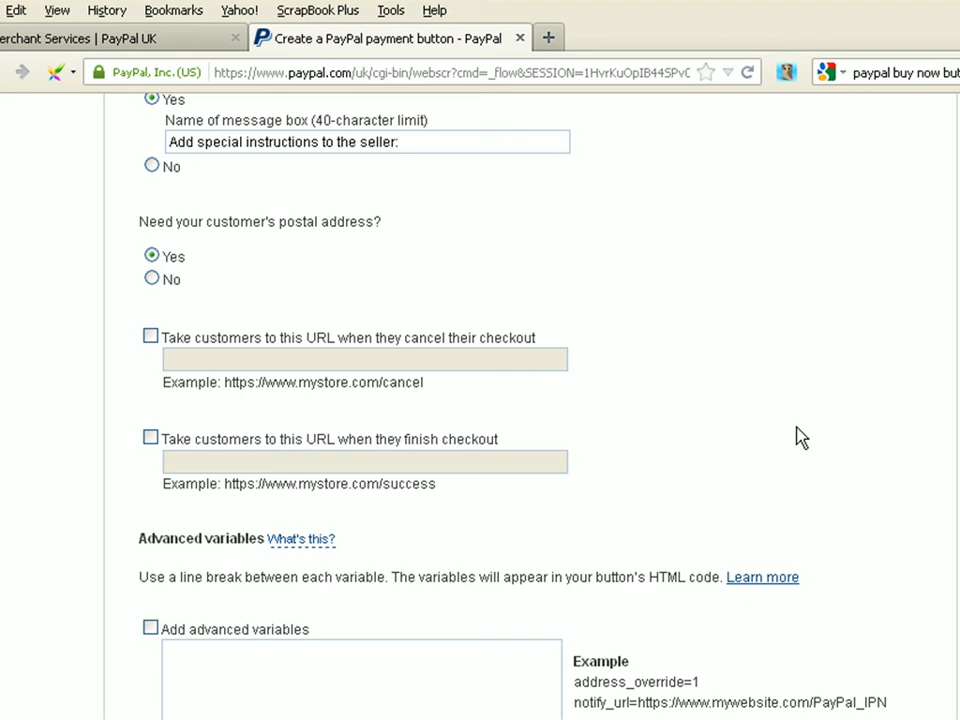 Edit View History Bookmarks Yahoo! ScrapBook Plus Tools Help
erchant Services | PayPal UK × Create a PayPal payment button - PayPal × +
PayPal, Inc. (US) https://www.paypal.com/uk/cgi-bin/webscr?cmd=_flow&SESSION=1HvrKuOpIB44SPvC paypal buy now but
Yes
Name of message box (40-character limit)
Add special instructions to the seller:
No
Need your customer's postal address?
Yes
No
Take customers to this URL when they cancel their checkout
Example: https://www.mystore.com/cancel
Take customers to this URL when they finish checkout
Example: https://www.mystore.com/success
Advanced variables What's this?
Use a line break between each variable. The variables will appear in your button's HTML code. Learn more
Add advanced variables
Example
address_override=1
notify_url=https://www.mywebsite.com/PayPal_IPN